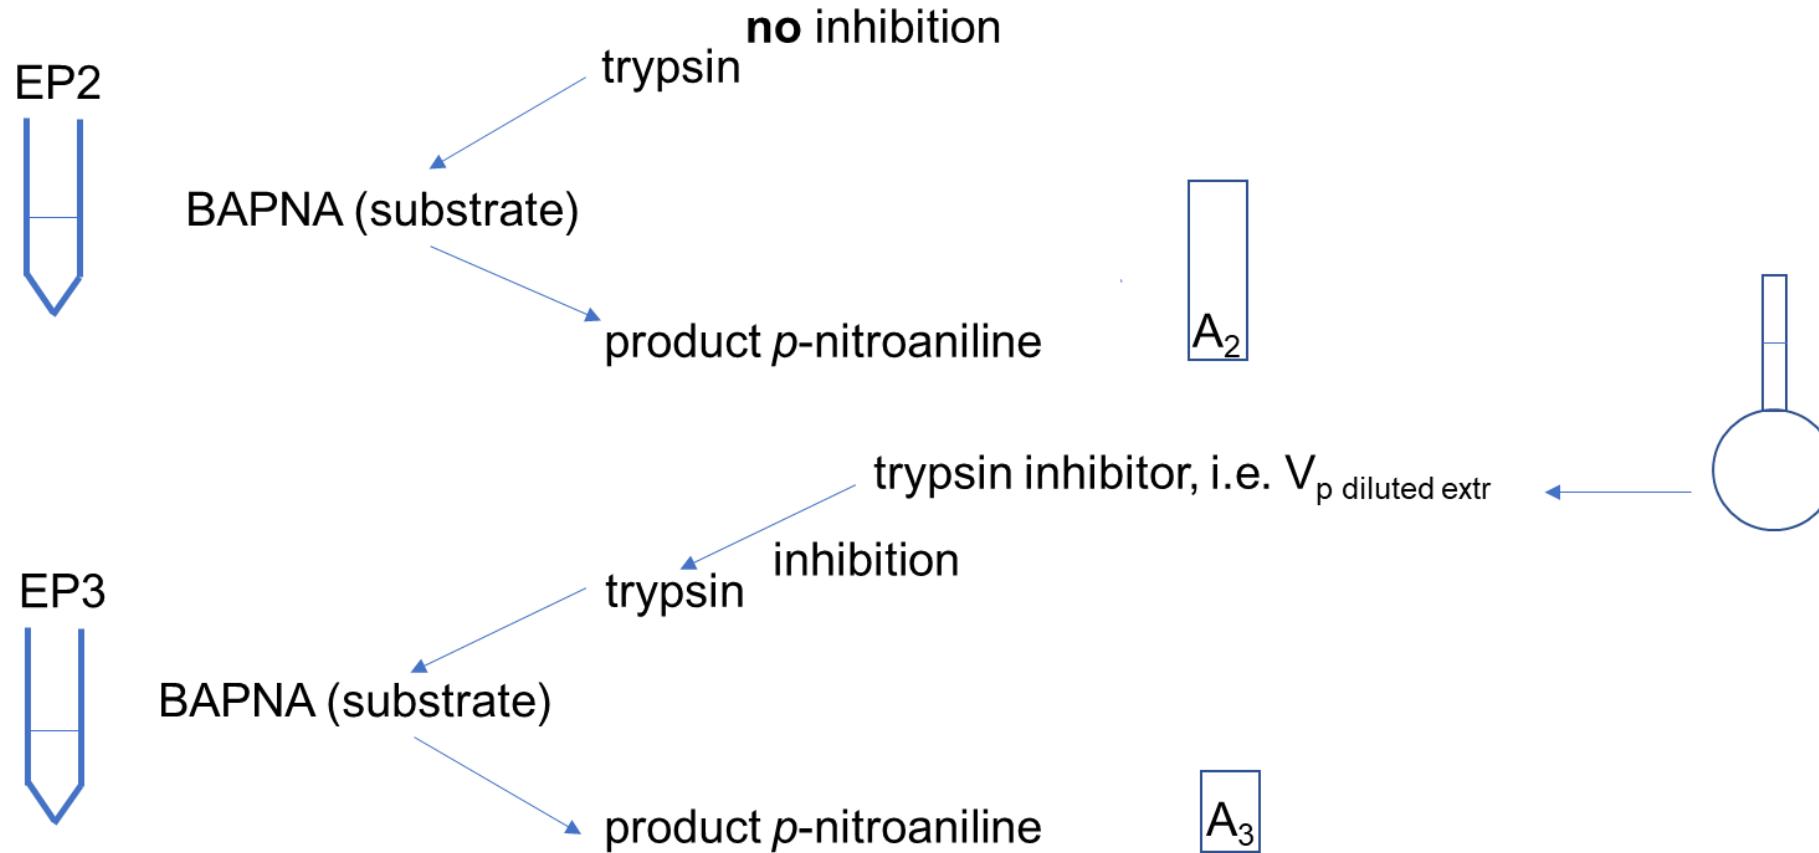 no inhibition
trypsin
EP2
BAPNA (substrate)
product p-nitroaniline
A2
trypsin inhibitor, i.e. Vp diluted extr
inhibition
trypsin
EP3
BAPNA (substrate)
product p-nitroaniline
A3